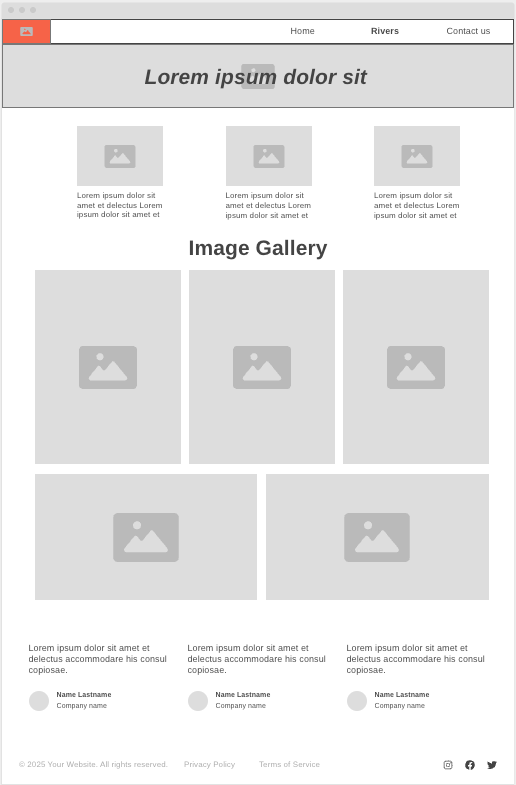 Home Rivers Contact us
Lorem ipsum dolor sit
Lorem ipsum dolor sit
amet et delectus Lorem
ipsum dolor sit amet et
Lorem ipsum dolor sit
amet et delectus Lorem
ipsum dolor sit amet et
Lorem ipsum dolor sit
amet et delectus Lorem
ipsum dolor sit amet et
Image Gallery
Lorem ipsum dolor sit amet et
delectus accommodare his consul
copiosae.
Name Lastname
Company name
Lorem ipsum dolor sit amet et
delectus accommodare his consul
copiosae.
Name Lastname
Company name
Lorem ipsum dolor sit amet et
delectus accommodare his consul
copiosae.
Name Lastname
Company name
© 2025 Your Website. All rights reserved. Privacy Policy Terms of Service